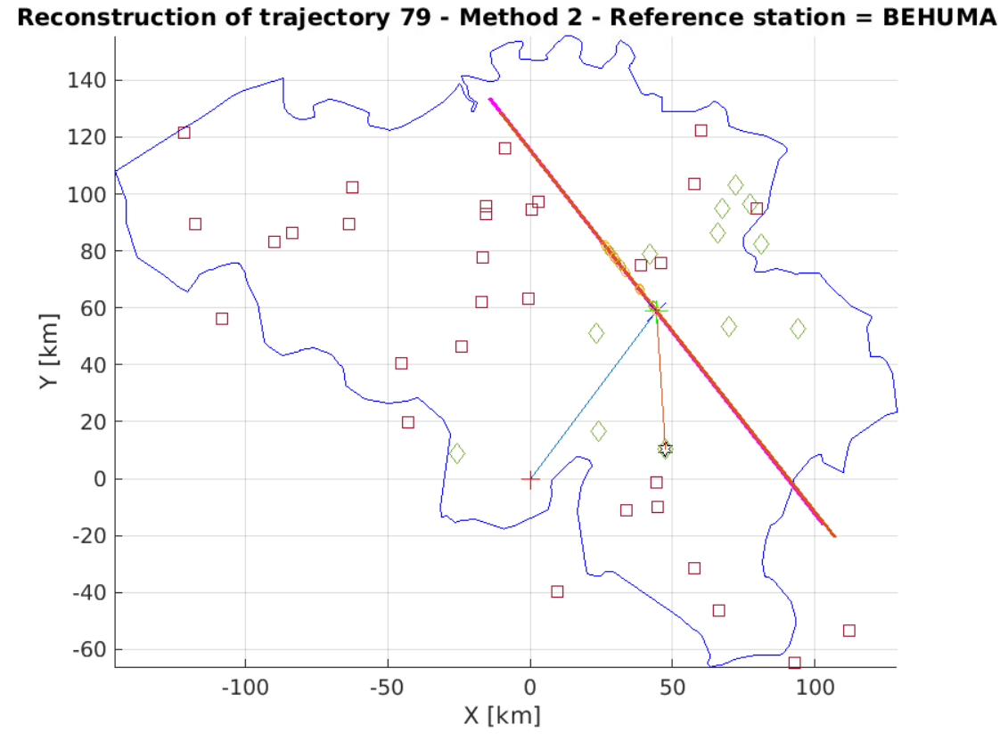 Reconstruction of trajectory 79 - Method 2 - Reference station = BEHUMA
140
120
100
80
60
40
20
0
-20
-40
-60
Y [km]
-100 -50 0 50 100
X [km]